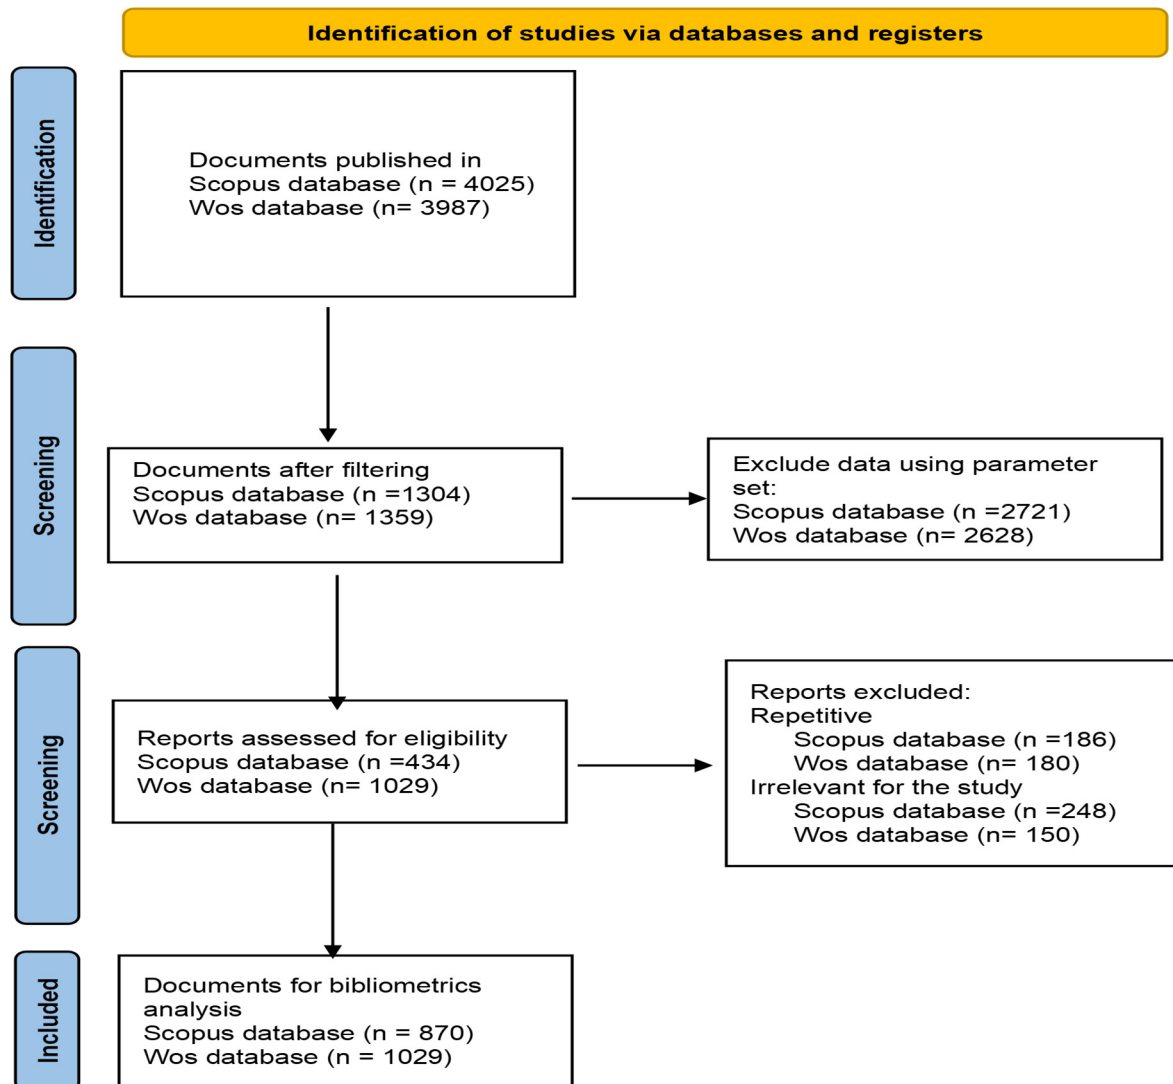 Identification of studies via databases and registers
Identification
Documents published in
Scopus database (n = 4025)
Wos database (n= 3987)
Screening
Documents after filtering
Scopus database (n =1304)
Wos database (n= 1359)
Exclude data using parameter
set:
Scopus database (n =2721)
Wos database (n= 2628)
Screening
Reports assessed for eligibility
Scopus database (n =434)
Wos database (n= 1029)
Reports excluded:
Repetitive
Scopus database (n =186)
Wos database (n= 180)
Irrelevant for the study
Scopus database (n =248)
Wos database (n= 150)
Included
Documents for bibliometrics
analysis
Scopus database (n = 870)
Wos database (n = 1029)